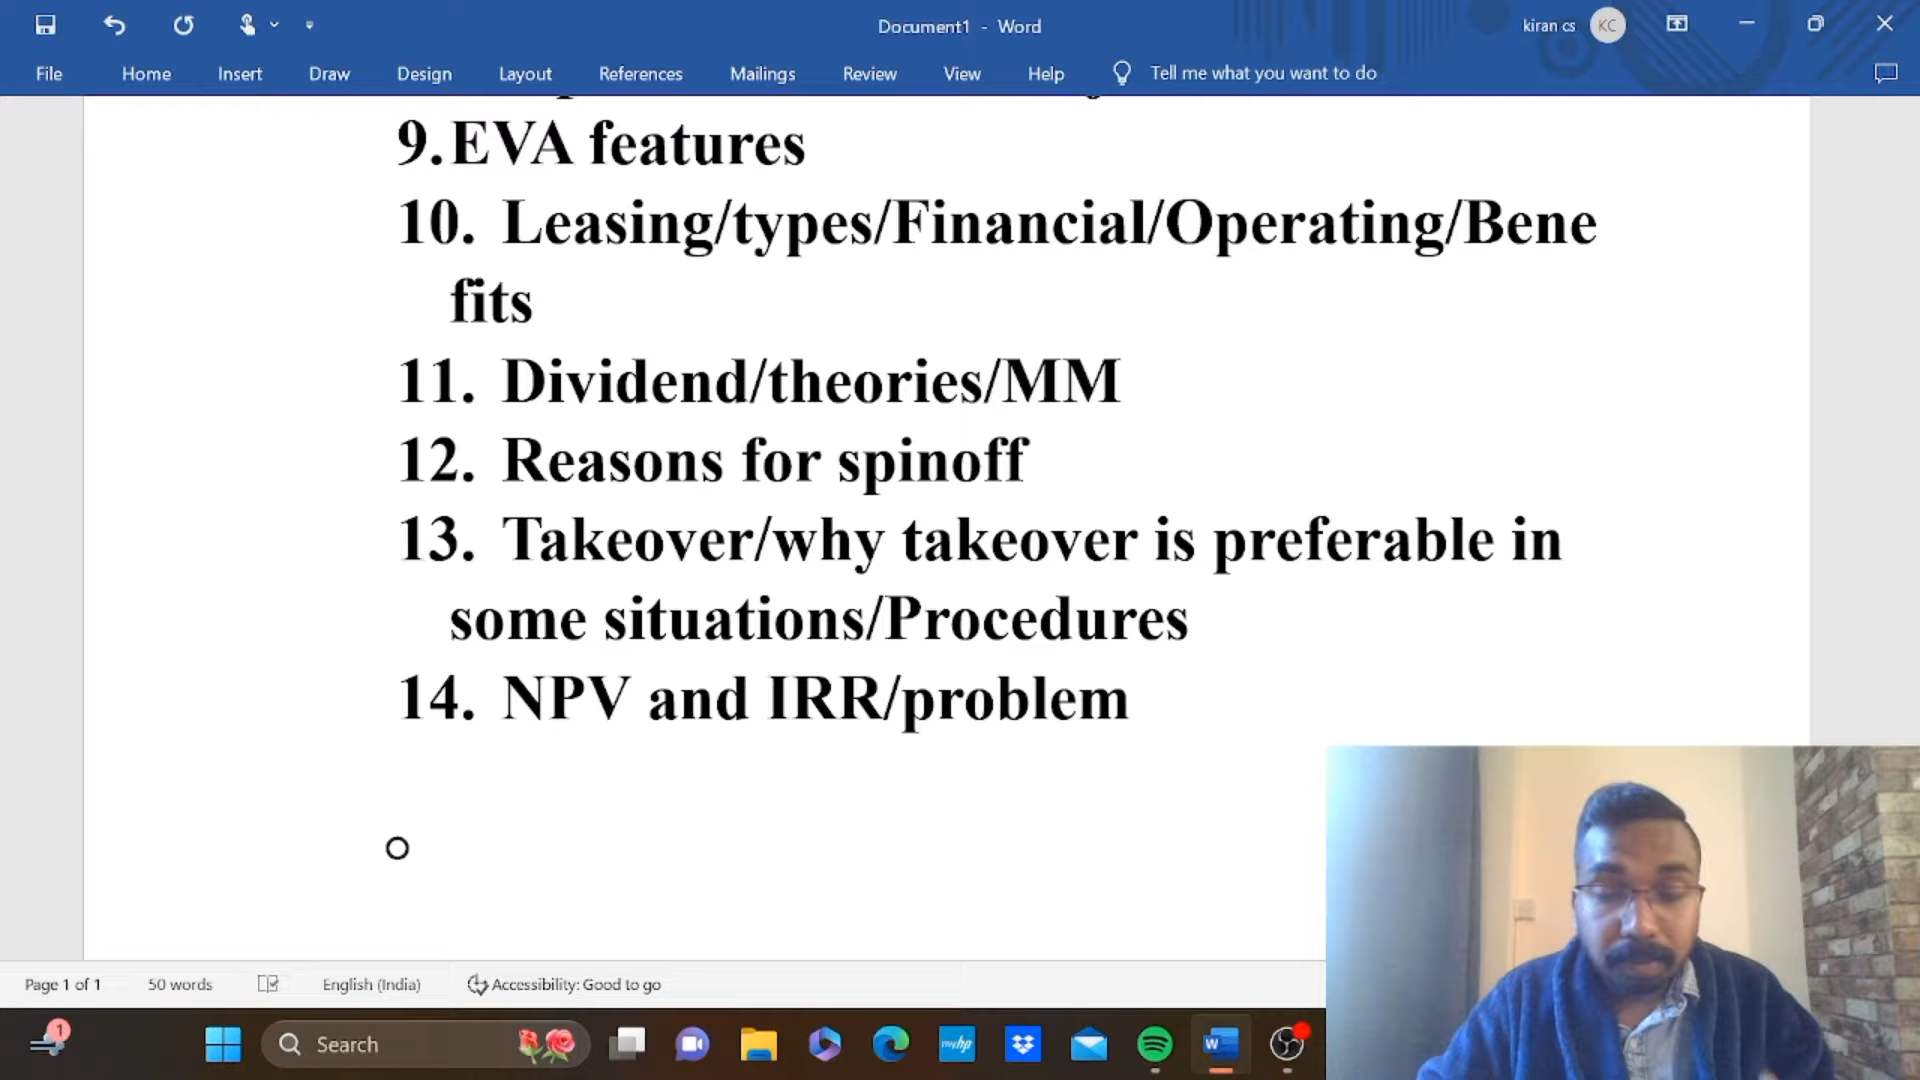 Document1 - Word
kiran cs KC
File Home Insert Draw Design Layout References Mailings Review View Help Tell me what you want to do
9. EVA features
10. Leasing/types/Financial/Operating/Bene
fits
11. Dividend/theories/MM
12. Reasons for spinoff
13. Takeover/why takeover is preferable in
some situations/Procedures
14. NPV and IRR/problem
Page 1 of 1 50 words English (India) Accessibility: Good to go
1 Search myhp W